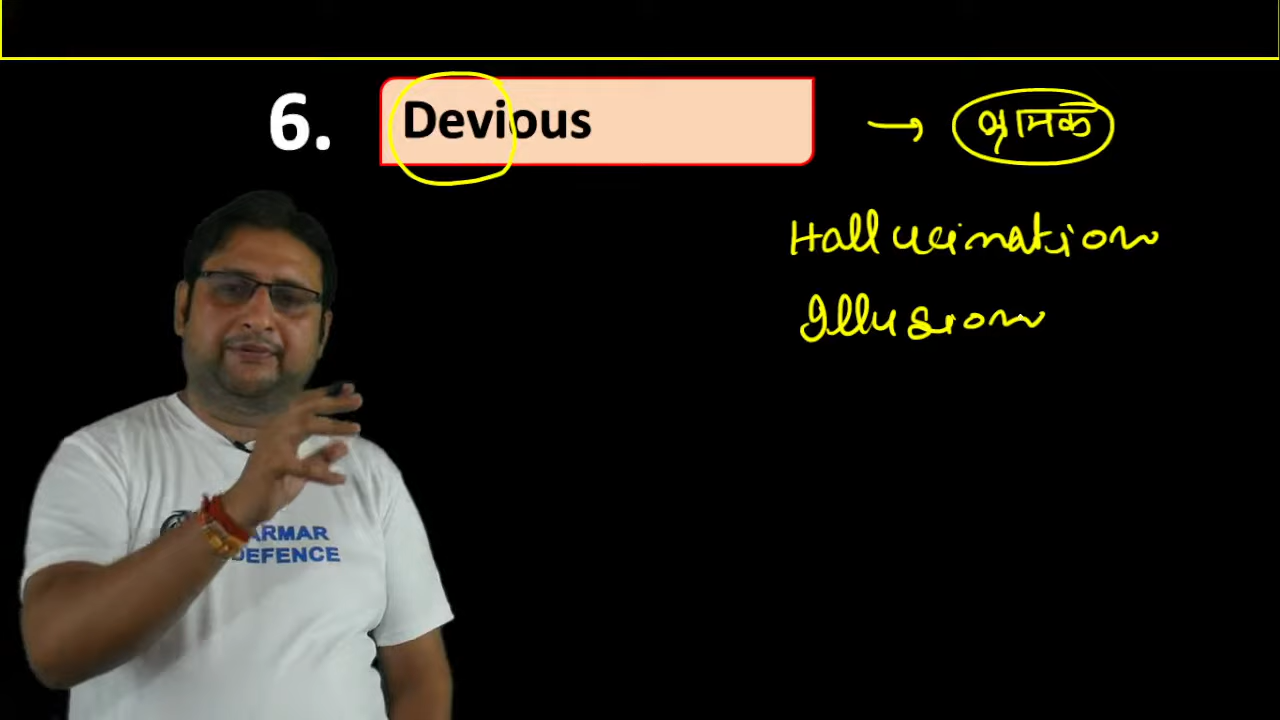 6. Devious → भ्रामक
Hallucination
Illusion
ARMAR
DEFENCE